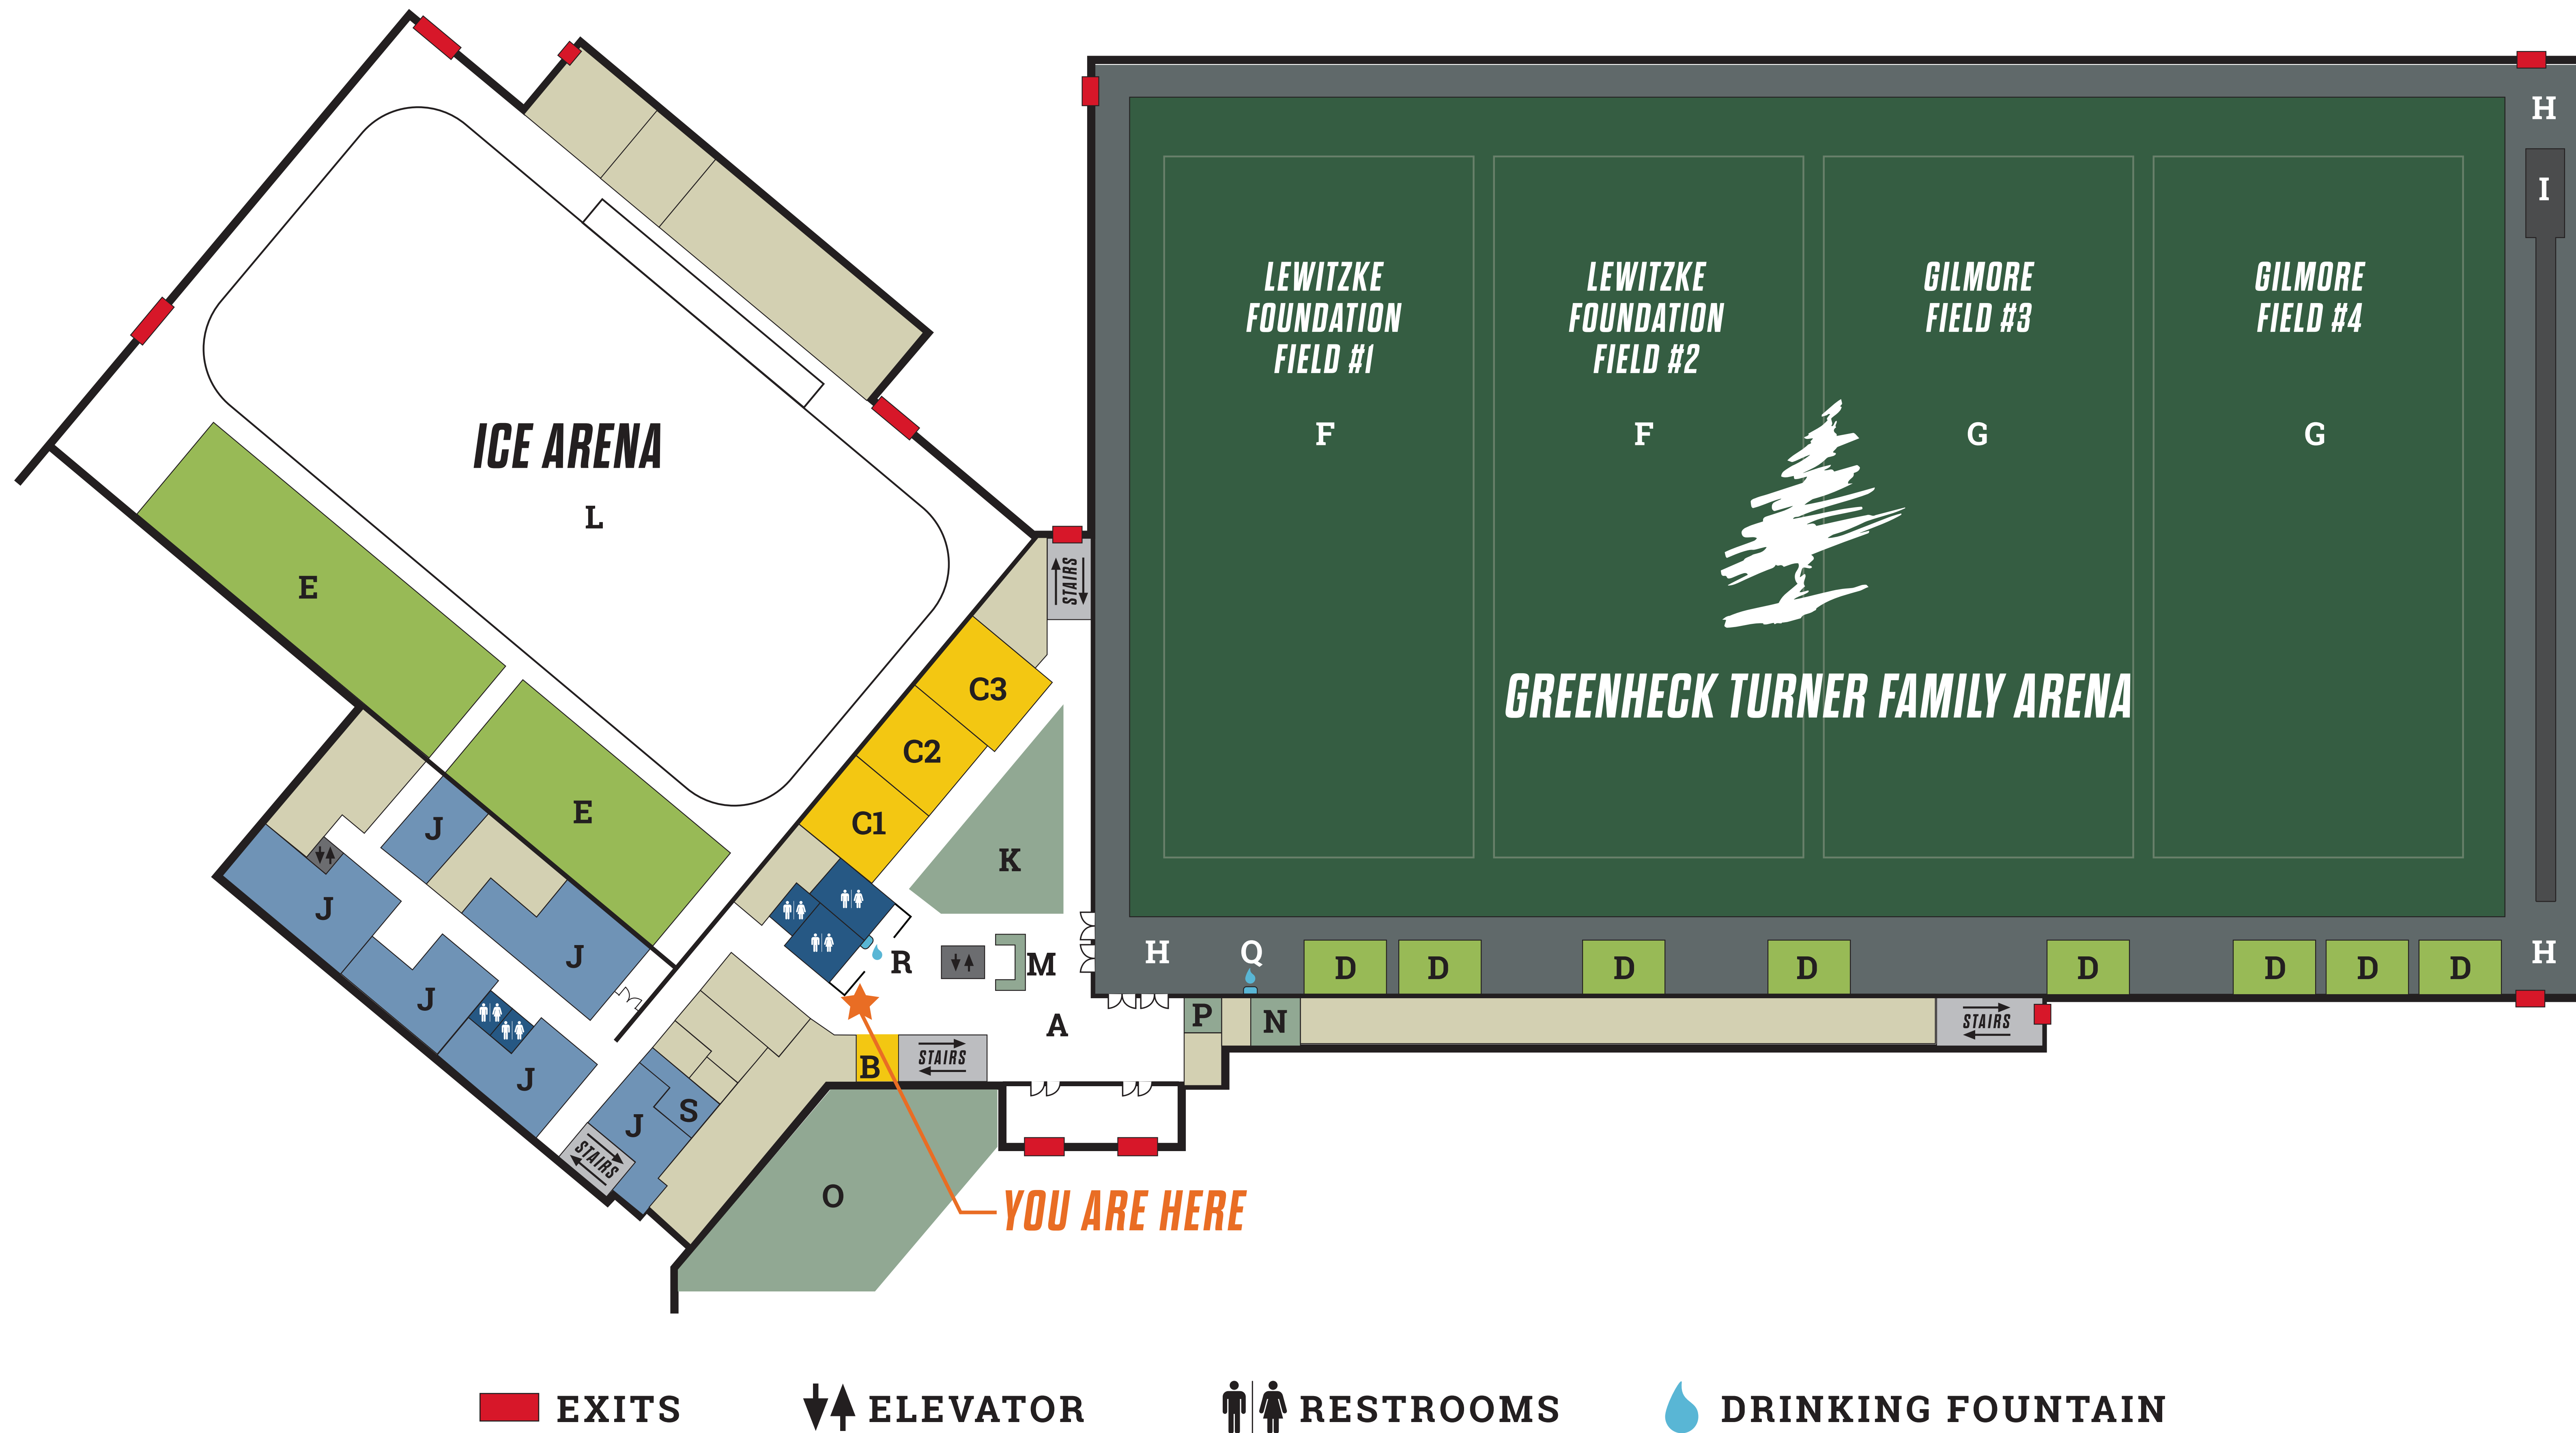 H
I
LEWITZKE
FOUNDATION
FIELD #1
LEWITZKE
FOUNDATION
FIELD #2
GILMORE
FIELD #3
GILMORE
FIELD #4
F
F
G
G
ICE ARENA
L
E
STAIRS
C3
GREENHECK TURNER FAMILY ARENA
C2
C1
E
J
K
J
J
J
R
M
H
Q
D
D
D
D
D
D
D
D
H
A
P
N
STAIRS
B
STAIRS
J
S
J
STAIRS
O
YOU ARE HERE
EXITS
ELEVATOR
RESTROOMS
DRINKING FOUNTAIN